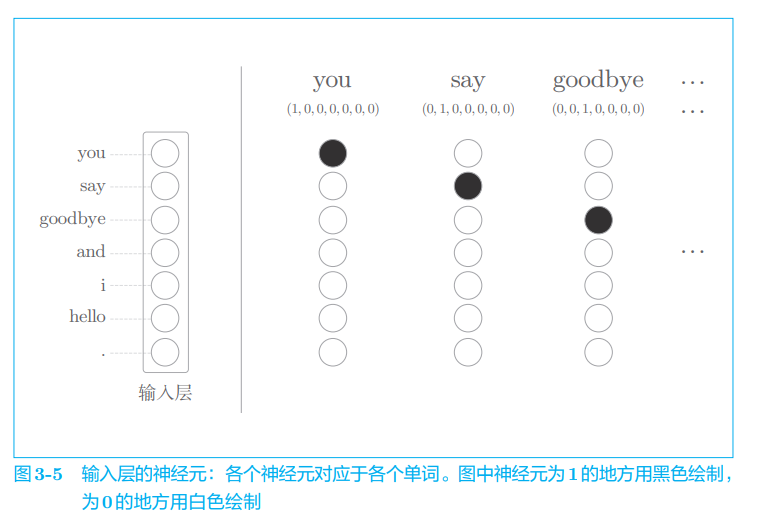 you say goodbye ...
(1, 0, 0, 0, 0, 0, 0) (0, 1, 0, 0, 0, 0, 0) (0, 0, 1, 0, 0, 0, 0) ...
you
say
goodbye
and ...
i
hello
.
输入层
图3-5 输入层的神经元：各个神经元对应于各个单词。图中神经元为1的地方用黑色绘制，
为0的地方用白色绘制